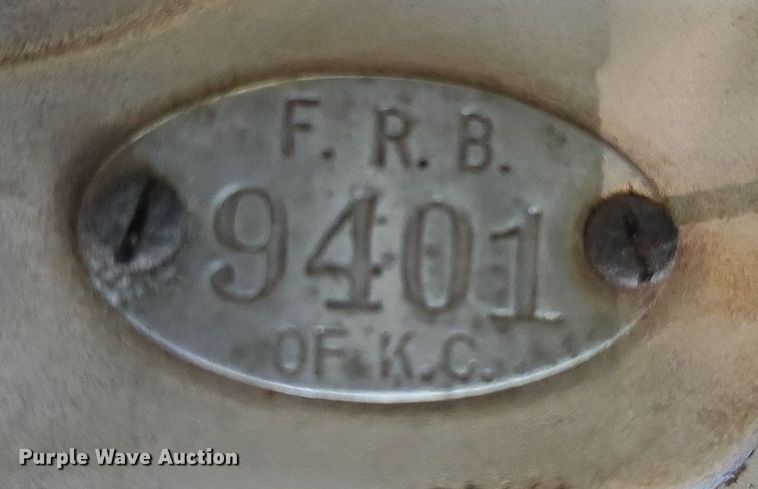 F. R. B.
9401
OF K.C.
Purple Wave Auction